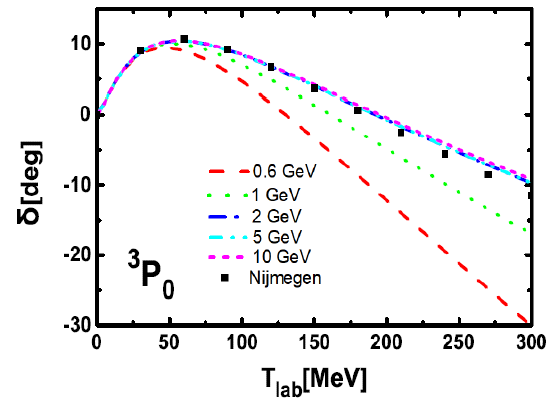 10
0
-10
-20
-30
δ[deg]
0.6 GeV
1 GeV
2 GeV
5 GeV
10 GeV
Nijmegen
³P₀
0 50 100 150 200 250 300
T_lab[MeV]